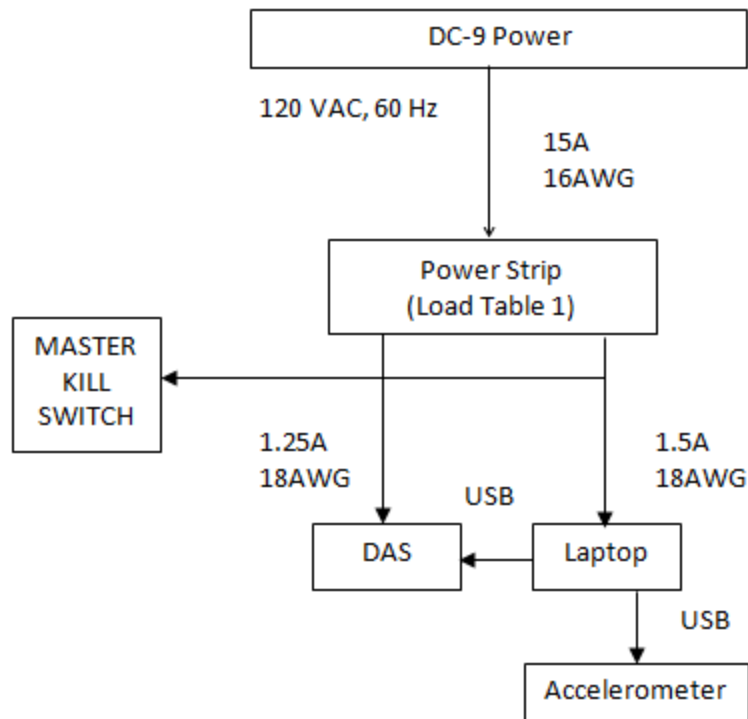 DC-9 Power
120 VAC, 60 Hz
15A
16AWG
Power Strip
(Load Table 1)
MASTER
KILL
SWITCH
1.25A
18AWG
1.5A
18AWG
USB
DAS
Laptop
USB
Accelerometer